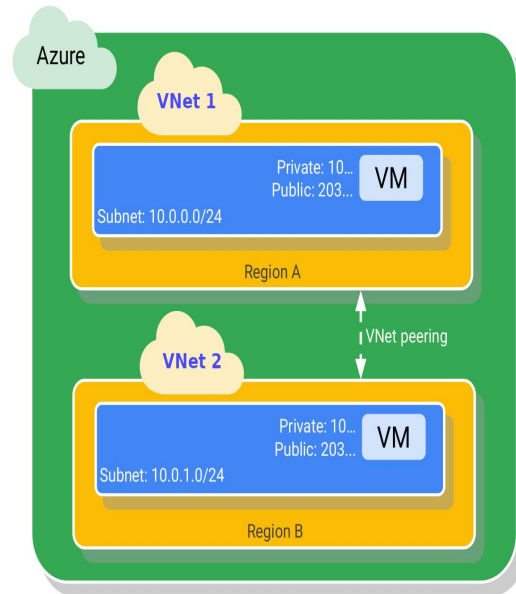 Azure
VNet 1
Private: 10...
Public: 203...
VM
Subnet: 10.0.0.0/24
Region A
VNet peering
VNet 2
Private: 10...
Public: 203...
VM
Subnet: 10.0.1.0/24
Region B